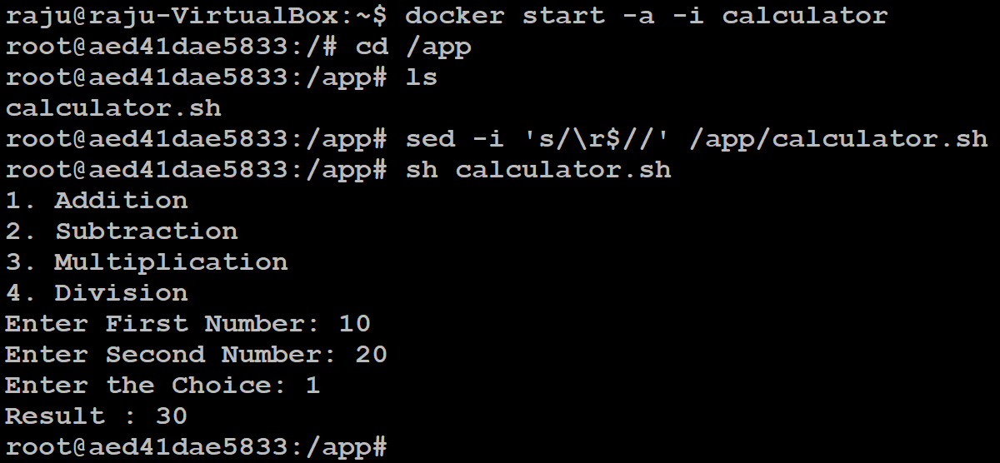 raju@raju-VirtualBox:~$ docker start -a -i calculator
root@aed41dae5833:/# cd /app
root@aed41dae5833:/app# ls
calculator.sh
root@aed41dae5833:/app# sed -i 's/\r$//' /app/calculator.sh
root@aed41dae5833:/app# sh calculator.sh
1. Addition
2. Subtraction
3. Multiplication
4. Division
Enter First Number: 10
Enter Second Number: 20
Enter the Choice: 1
Result : 30
root@aed41dae5833:/app#